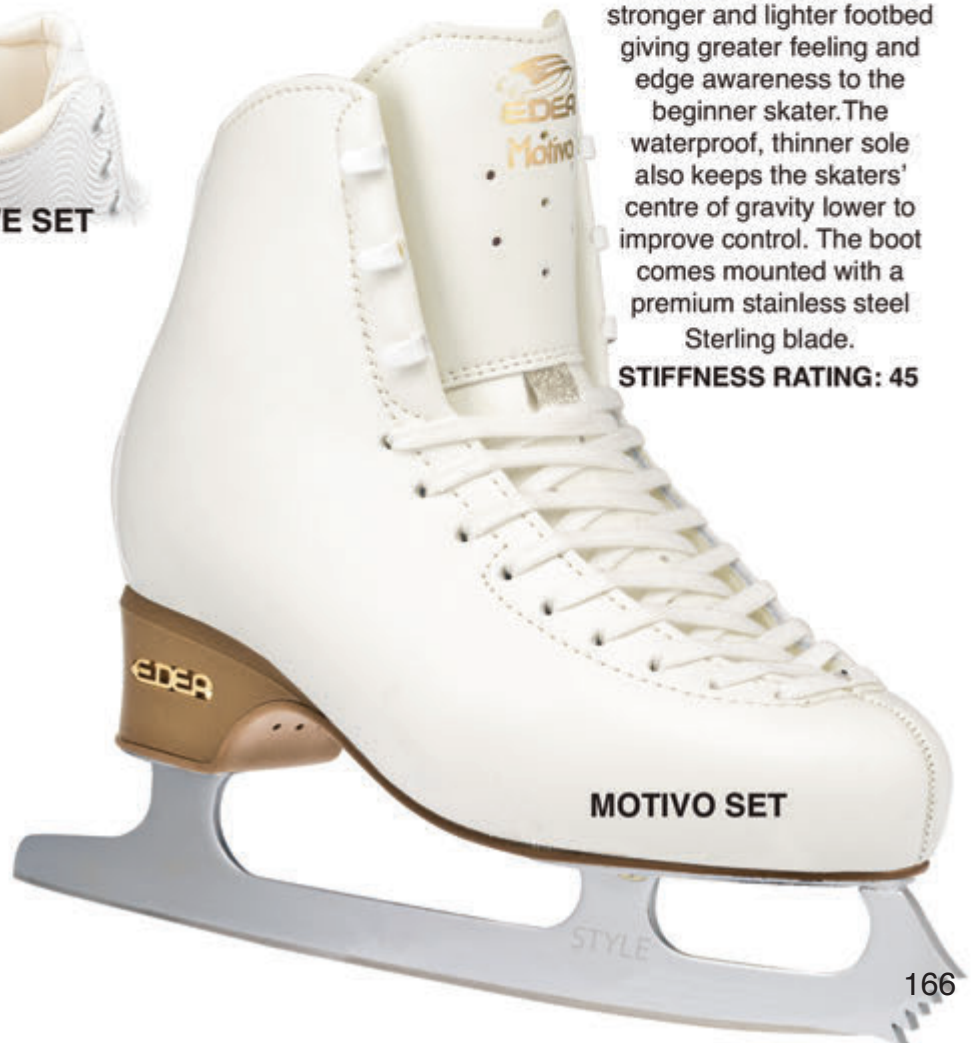 stronger and lighter footbed
giving greater feeling and
edge awareness to the
beginner skater.The
waterproof, thinner sole
also keeps the skaters'
centre of gravity lower to
improve control. The boot
comes mounted with a
premium stainless steel
Sterling blade.
STIFFNESS RATING: 45
E SET
EDEA
Motivo
EDEA
MOTIVO SET
STYLE
166